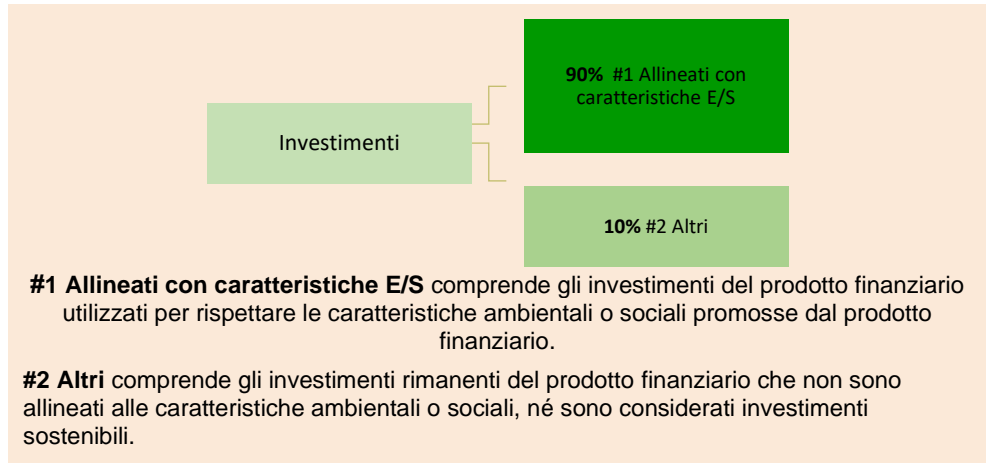 90% #1 Allineati con
caratteristiche E/S
Investimenti
10% #2 Altri
#1 Allineati con caratteristiche E/S comprende gli investimenti del prodotto finanziario
utilizzati per rispettare le caratteristiche ambientali o sociali promosse dal prodotto
finanziario.
#2 Altri comprende gli investimenti rimanenti del prodotto finanziario che non sono
allineati alle caratteristiche ambientali o sociali, né sono considerati investimenti
sostenibili.